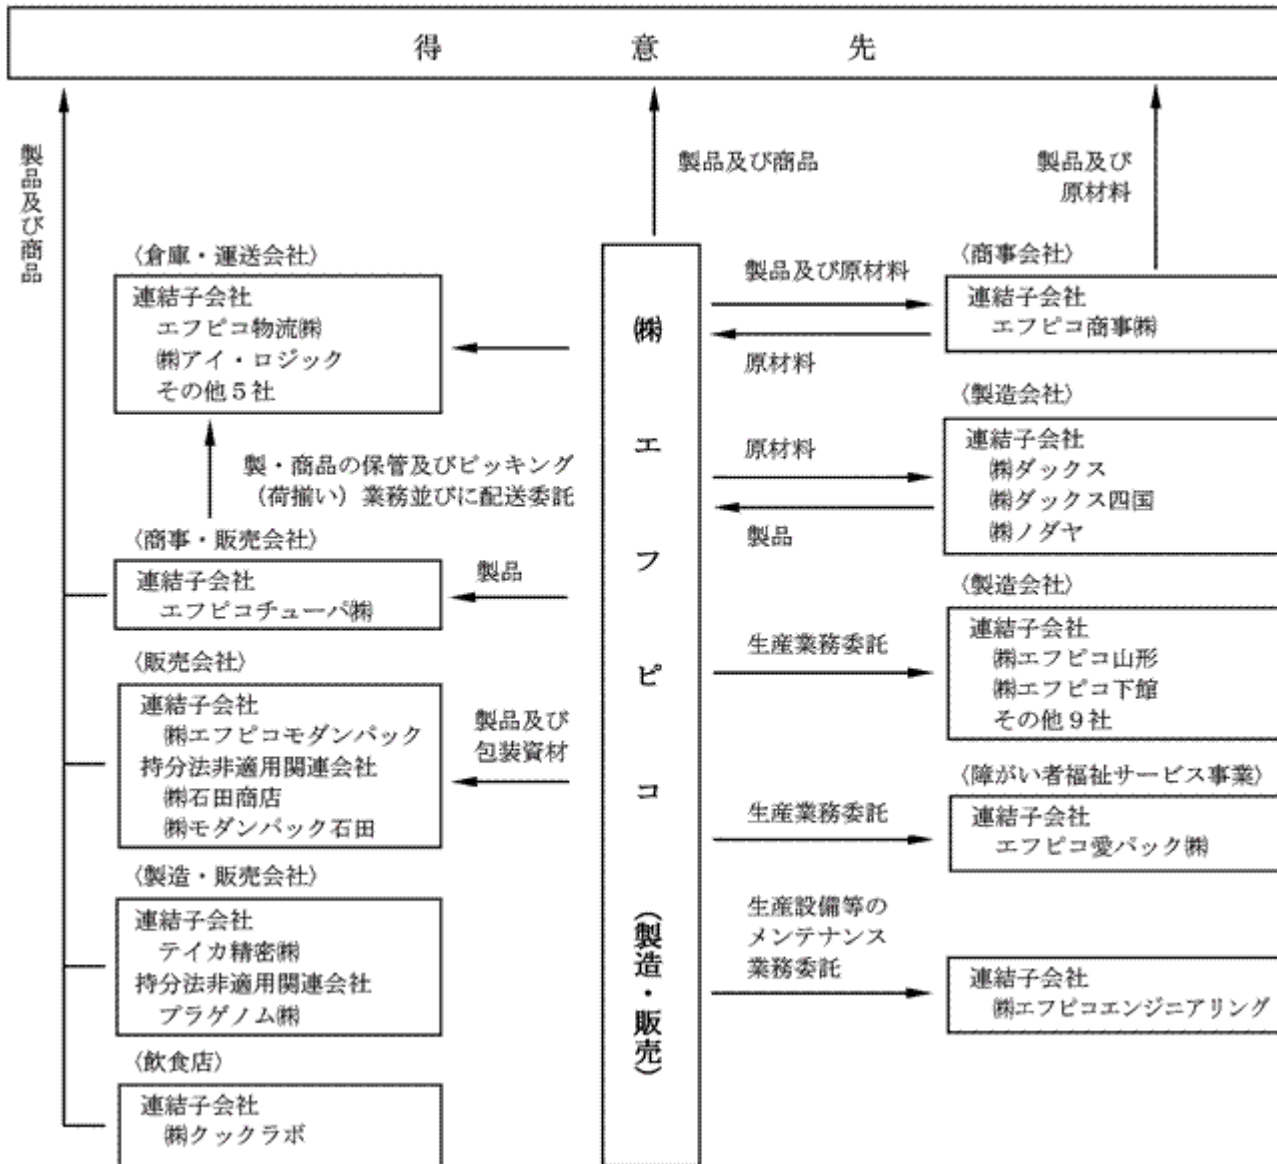 得意先
製品及び商品
製品及び商品
製品及び
原材料
〈倉庫・運送会社〉
連結子会社
エフピコ物流㈱
㈱アイ・ロジック
その他5社
製・商品の保管及びピッキング
（荷揃い）業務並びに配送委託
〈商事・販売会社〉
連結子会社
エフピコチューパ㈱
製品
〈販売会社〉
連結子会社
㈱エフピコモダンパック
持分法非適用関連会社
㈱石田商店
㈱モダンパック石田
製品及び
包装資材
〈製造・販売会社〉
連結子会社
テイカ精密㈱
持分法非適用関連会社
プラゲノム㈱
〈飲食店〉
連結子会社
㈱クックラボ
㈱エフピコ（製造・販売）
製品及び原材料
原材料
〈商事会社〉
連結子会社
エフピコ商事㈱
原材料
製品
〈製造会社〉
連結子会社
㈱ダックス
㈱ダックス四国
㈱ノダヤ
生産業務委託
〈製造会社〉
連結子会社
㈱エフピコ山形
㈱エフピコ下館
その他9社
生産業務委託
〈障がい者福祉サービス事業〉
連結子会社
エフピコ愛パック㈱
生産設備等の
メンテナンス
業務委託
連結子会社
㈱エフピコエンジニアリング